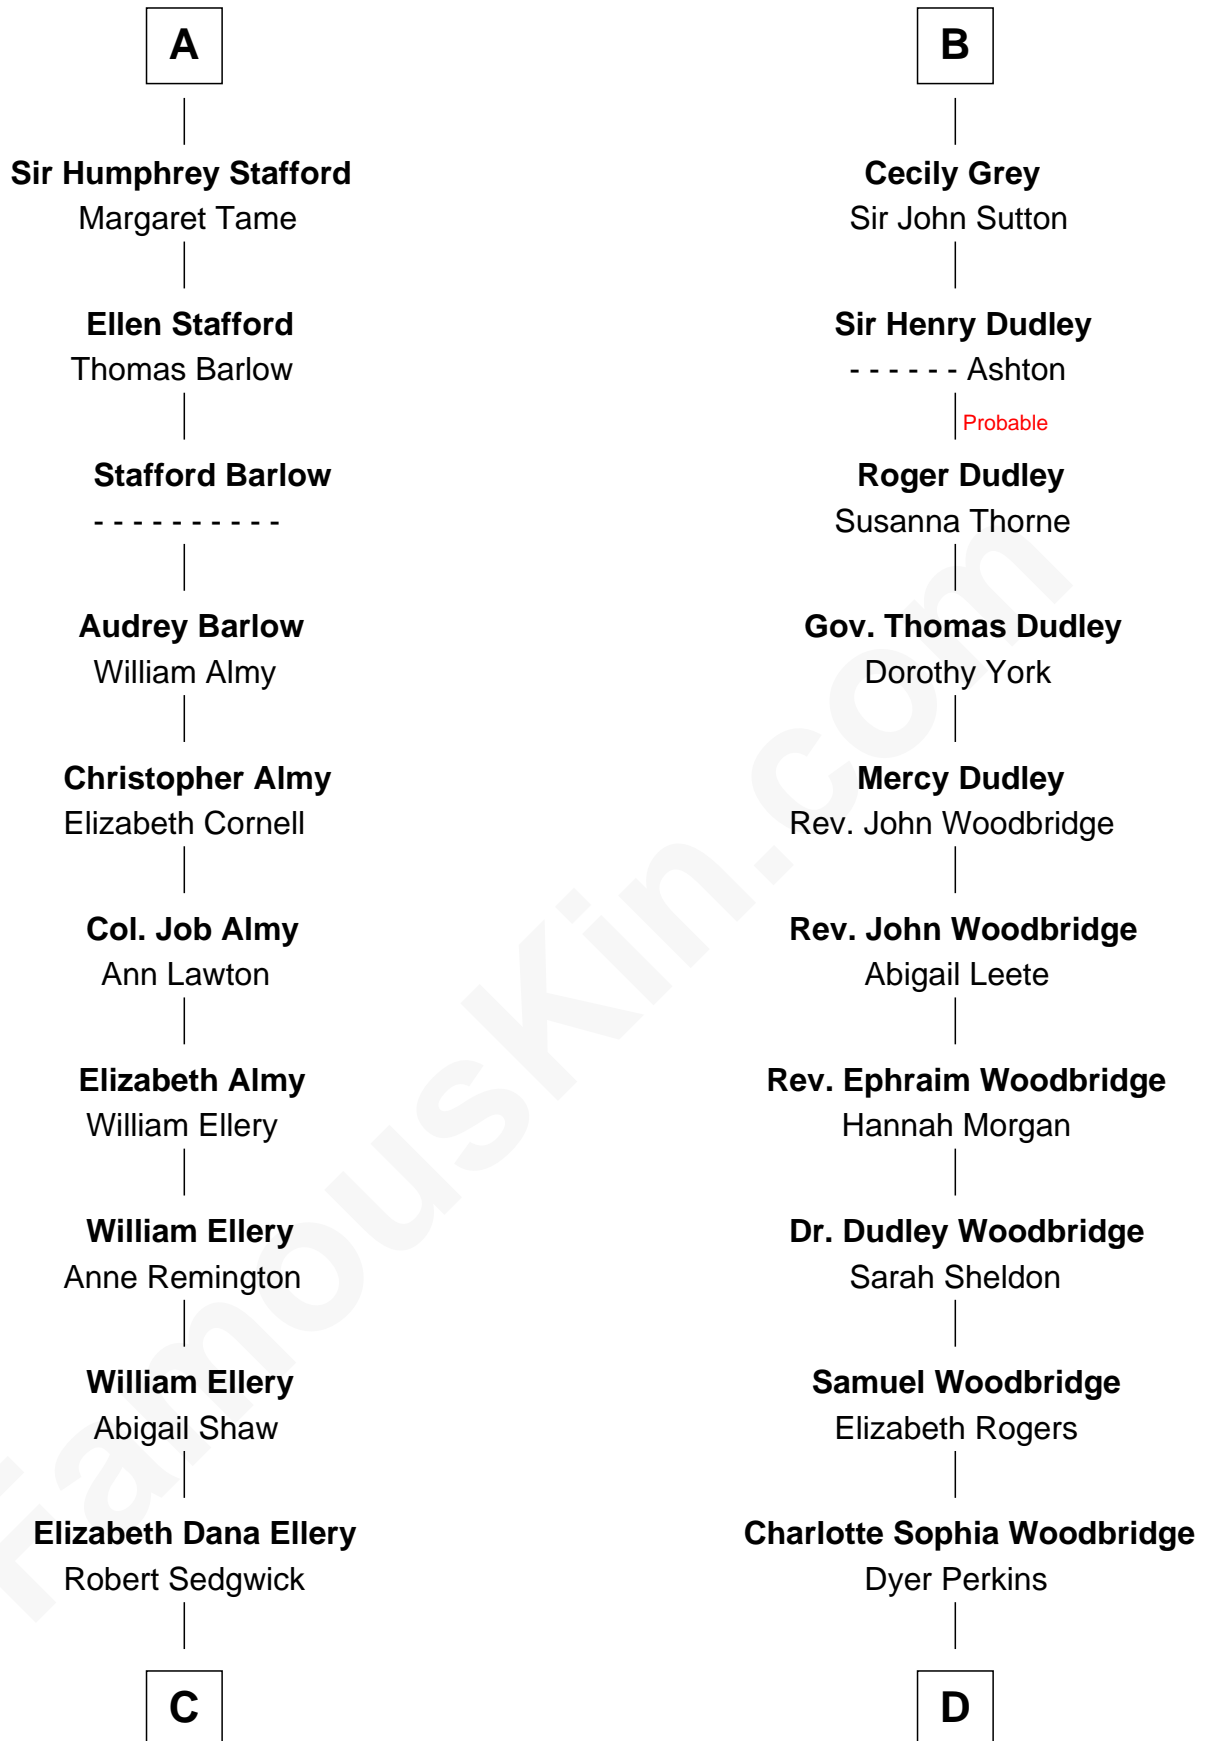 A
Sir Humphrey Stafford
Margaret Tame
Ellen Stafford
Thomas Barlow
Stafford Barlow
- - - - - - - - - -
Audrey Barlow
William Almy
Christopher Almy
Elizabeth Cornell
Col. Job Almy
Ann Lawton
Elizabeth Almy
William Ellery
William Ellery
Anne Remington
William Ellery
Abigail Shaw
Elizabeth Dana Ellery
Robert Sedgwick
C
B
Cecily Grey
Sir John Sutton
Sir Henry Dudley
- - - - - - Ashton
Probable
Roger Dudley
Susanna Thorne
Gov. Thomas Dudley
Dorothy York
Mercy Dudley
Rev. John Woodbridge
Rev. John Woodbridge
Abigail Leete
Rev. Ephraim Woodbridge
Hannah Morgan
Dr. Dudley Woodbridge
Sarah Sheldon
Samuel Woodbridge
Elizabeth Rogers
Charlotte Sophia Woodbridge
Dyer Perkins
D
FamousKin.com